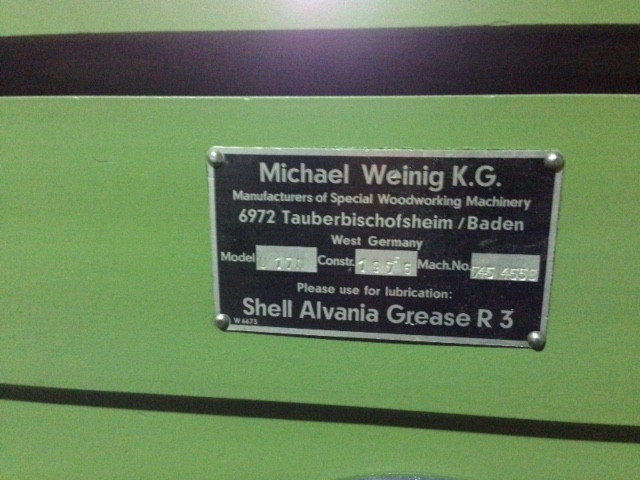 Michael Weinig K.G.
Manufacturers of Special Woodworking Machinery
6972 Tauberbischofsheim / Baden
West Germany
Model Constr. Mach.No.
Please use for lubrication:
Shell Alvania Grease R 3
W 6673